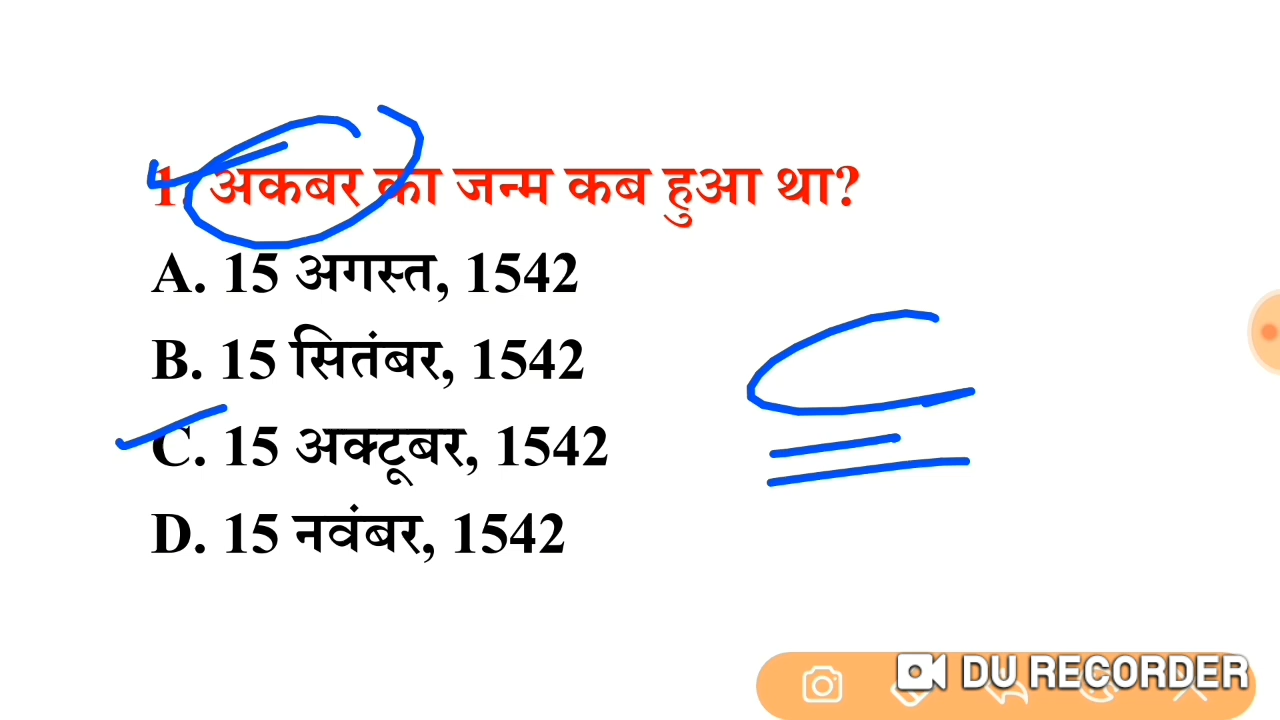 1. अकबर का जन्म कब हुआ था?
A. 15 अगस्त, 1542
B. 15 सितंबर, 1542
C. 15 अक्टूबर, 1542
D. 15 नवंबर, 1542
DU RECORDER